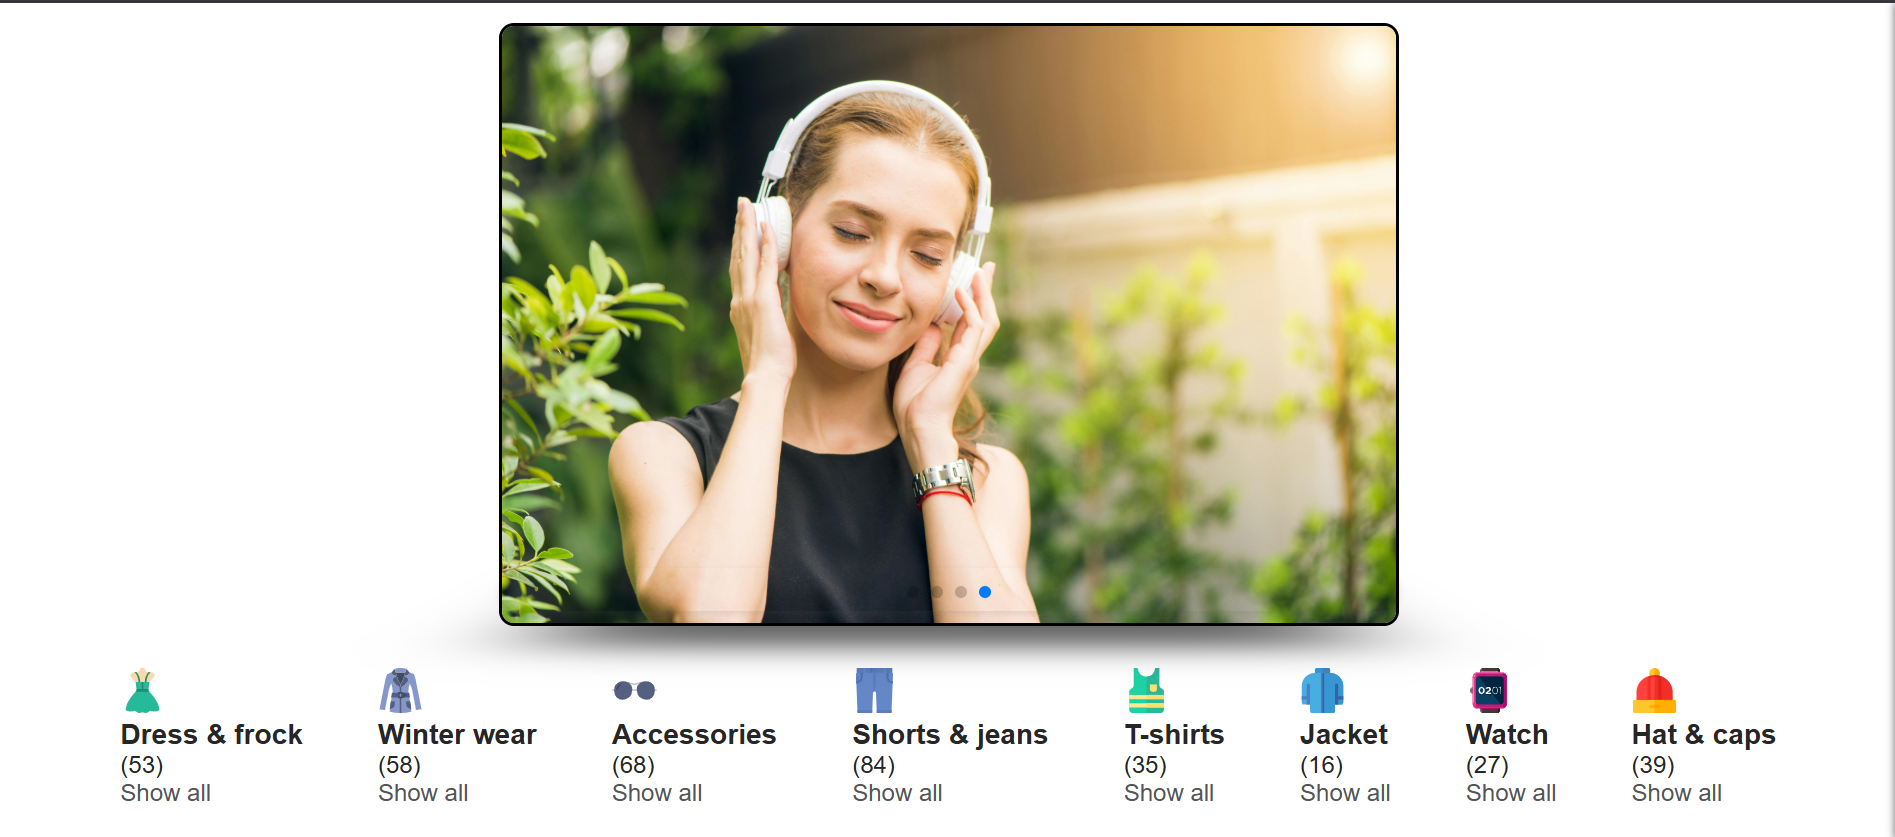 Dress & frock
(53)
Show all
Winter wear
(58)
Show all
Accessories
(68)
Show all
Shorts & jeans
(84)
Show all
T-shirts
(35)
Show all
Jacket
(16)
Show all
0201
Watch
(27)
Show all
Hat & caps
(39)
Show all